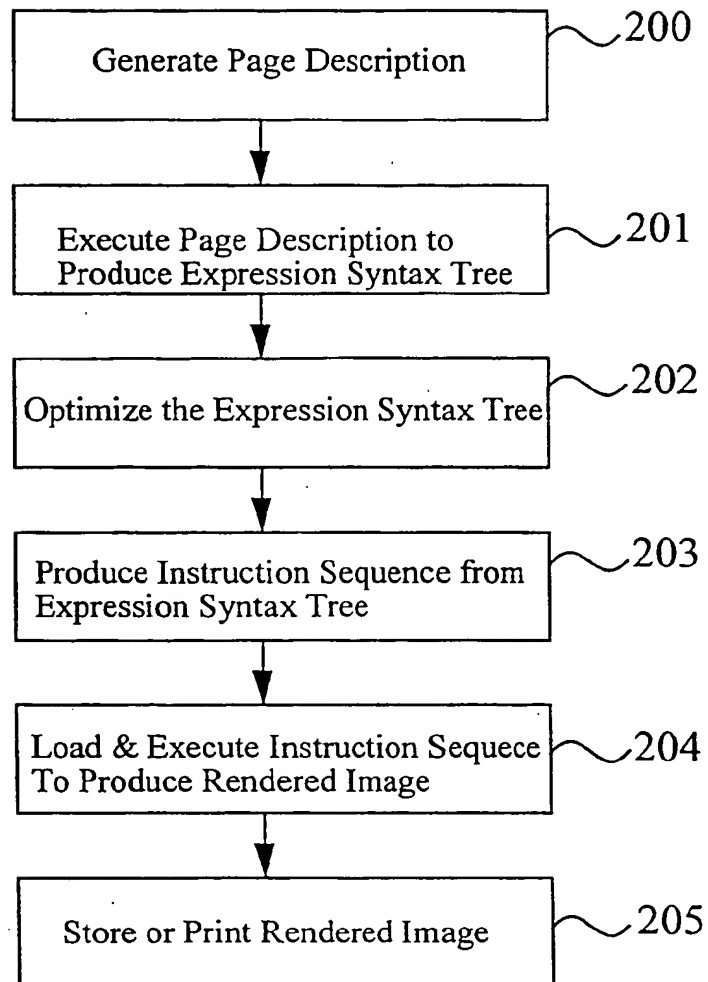 Generate Page Description
200
Execute Page Description to
Produce Expression Syntax Tree
201
Optimize the Expression Syntax Tree
202
Produce Instruction Sequence from
Expression Syntax Tree
203
Load & Execute Instruction Sequece
To Produce Rendered Image
204
Store or Print Rendered Image
205